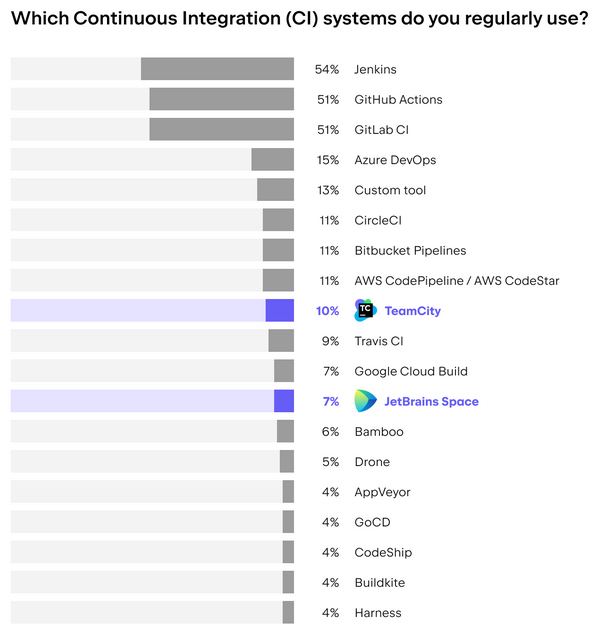 Which Continuous Integration (CI) systems do you regularly use?
54% Jenkins
51% GitHub Actions
51% GitLab CI
15% Azure DevOps
13% Custom tool
11% CircleCI
11% Bitbucket Pipelines
11% AWS CodePipeline / AWS CodeStar
10% TC TeamCity
9% Travis CI
7% Google Cloud Build
7% JetBrains Space
6% Bamboo
5% Drone
4% AppVeyor
4% GoCD
4% CodeShip
4% Buildkite
4% Harness